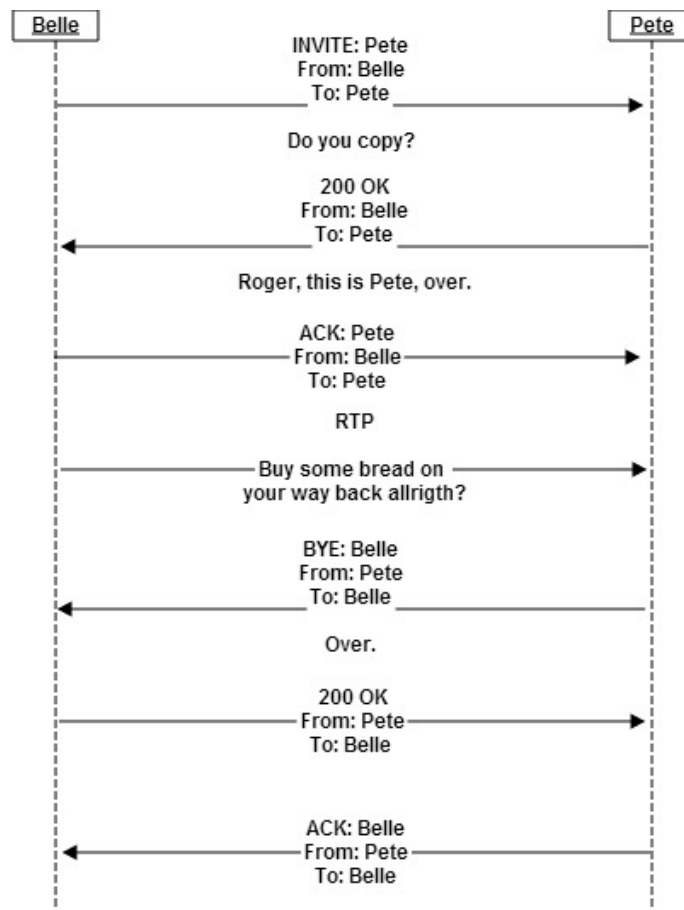 Belle
Pete
INVITE: Pete
From: Belle
To: Pete
Do you copy?
200 OK
From: Belle
To: Pete
Roger, this is Pete, over.
ACK: Pete
From: Belle
To: Pete
RTP
Buy some bread on
your way back allrigth?
BYE: Belle
From: Pete
To: Belle
Over.
200 OK
From: Pete
To: Belle
ACK: Belle
From: Pete
To: Belle